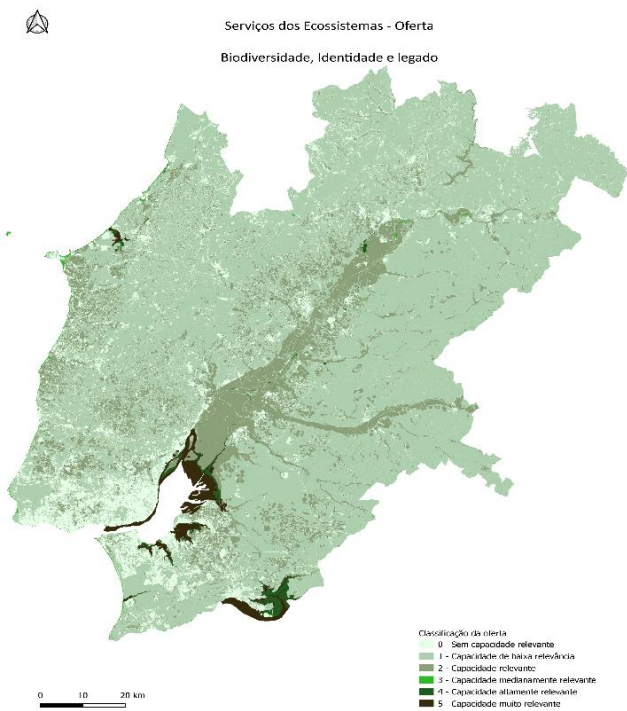 Serviços dos Ecossistemas - Oferta
Biodiversidade, Identidade e legado
Classificação da oferta
0 Sem capacidade relevante
1 - Capacidade de baixa relevância
2 - Capacidade relevante
3 - Capacidade medianamente relevante
4 - Capacidade altamente relevante
5 - Capacidade muito relevante
0 10 20 km